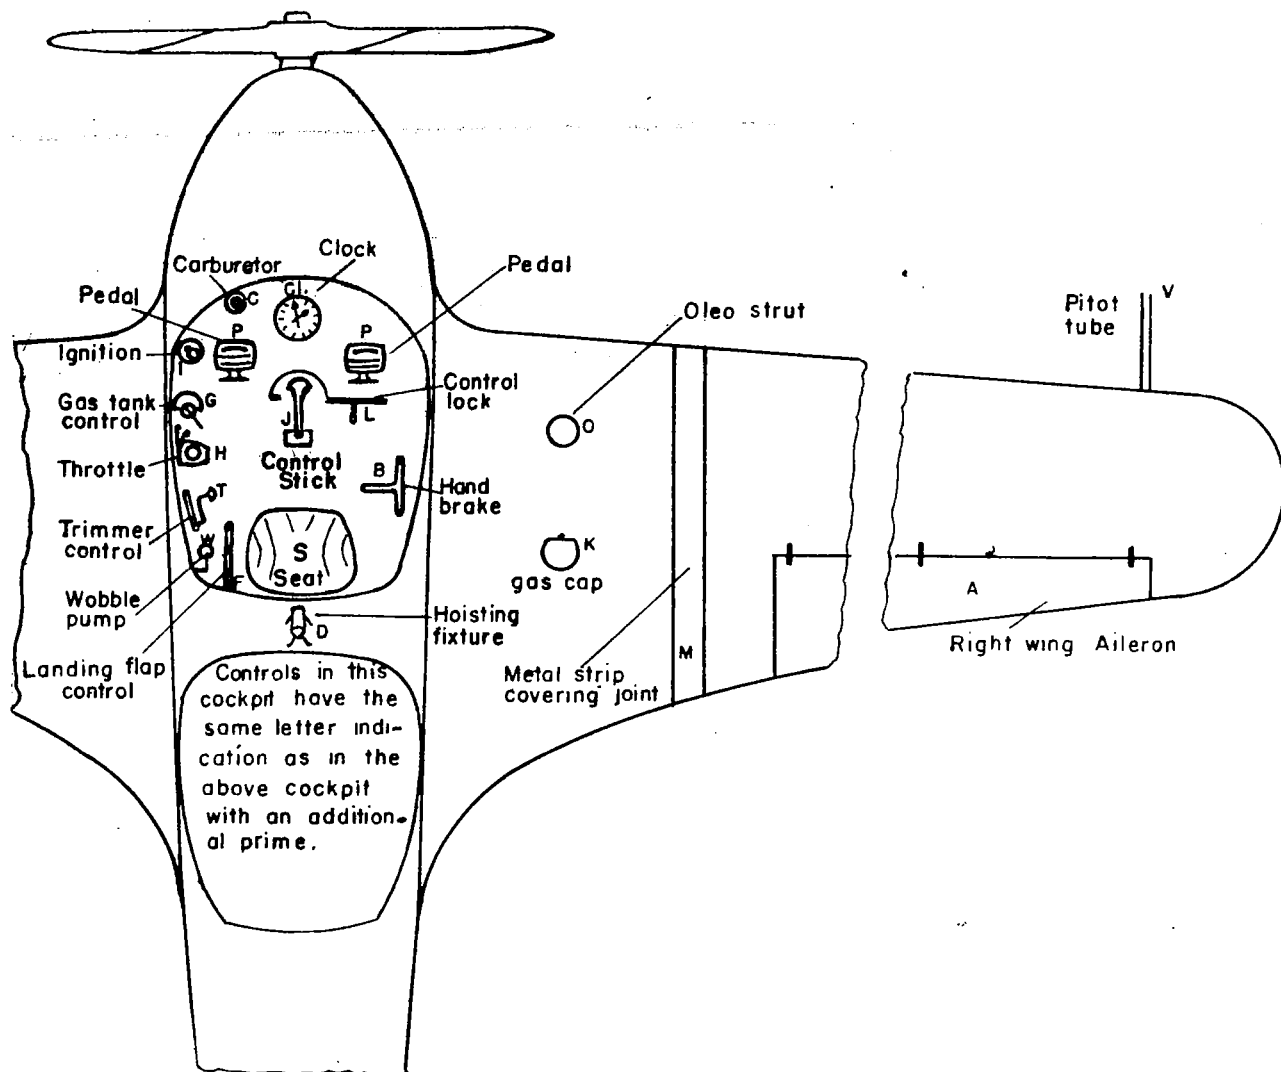 Clock
Carburetor
C
Cl.
Pedal
Pedal
P
P
Ignition
I
Gas tank
control
G
Control
lock
L
J
Throttle
H
Control
Stick
B
Hand
brake
T
Trimmer
control
W
Wobble
pump
F
Landing flap
control
S
Seat
D
Hoisting
fixture
Controls in this
cockpit have the
same letter indi-
cation as in the
above cockpit
with an addition-
al prime.
Oleo strut
O
K
gas cap
M
Metal strip
covering joint
Pitot
tube
V
A
Right wing Aileron